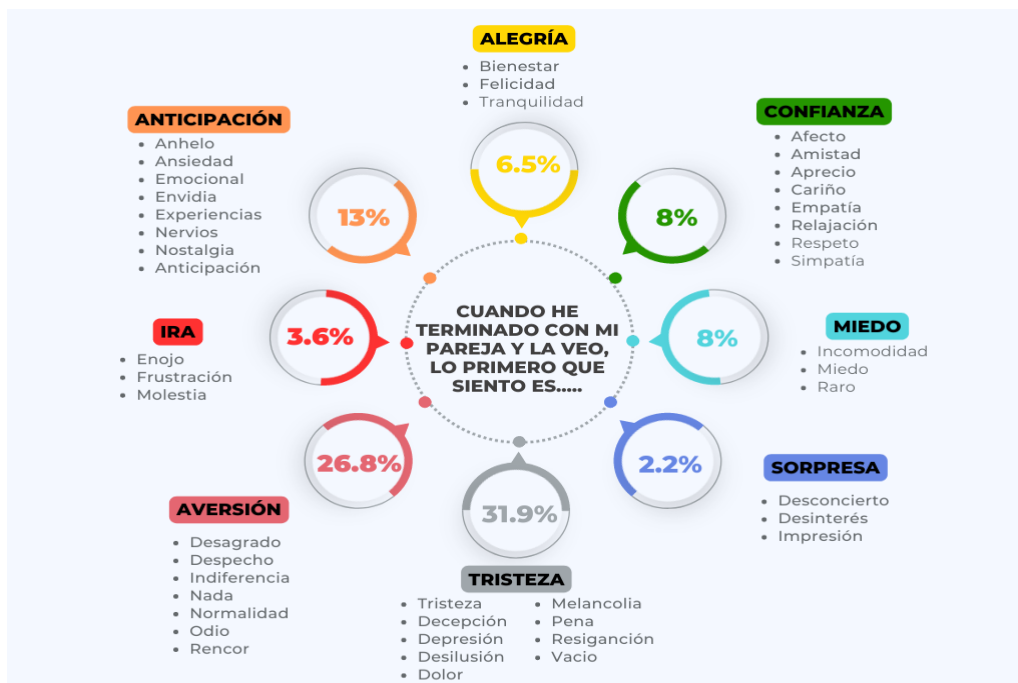 ALEGRÍA
• Bienestar
• Felicidad
• Tranquilidad
6.5%
CONFIANZA
• Afecto
• Amistad
• Aprecio
• Cariño
• Empatía
• Relajación
• Respeto
• Simpatía
8%
ANTICIPACIÓN
• Anhelo
• Ansiedad
• Emocional
• Envidia
• Experiencias
• Nervios
• Nostalgia
• Anticipación
13%
CUANDO HE
TERMINADO CON MI
PAREJA Y LA VEO,
LO PRIMERO QUE
SIENTO ES.....
IRA
• Enojo
• Frustración
• Molestia
3.6%
MIEDO
• Incomodidad
• Miedo
• Raro
8%
AVERSIÓN
• Desagrado
• Despecho
• Indiferencia
• Nada
• Normalidad
• Odio
• Rencor
26.8%
SORPRESA
• Desconcierto
• Desinterés
• Impresión
2.2%
31.9%
TRISTEZA
• Tristeza
• Decepción
• Depresión
• Desilusión
• Dolor
• Melancolia
• Pena
• Resiganción
• Vacio